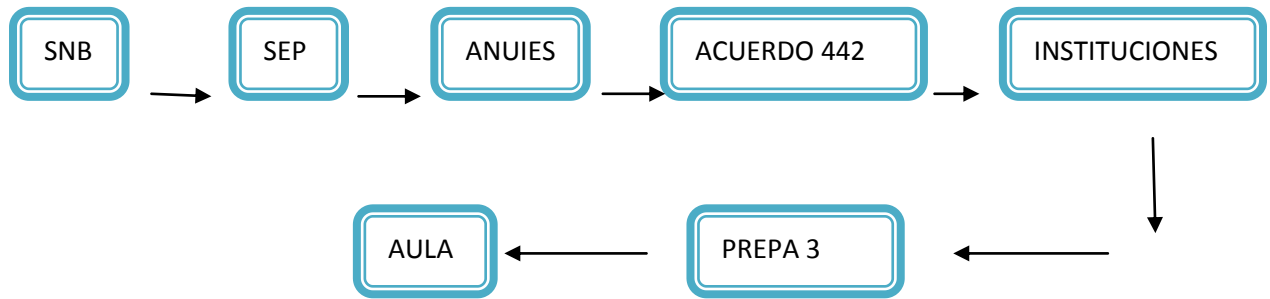 SNB
SEP
ANUIES
ACUERDO 442
INSTITUCIONES
AULA
PREPA 3